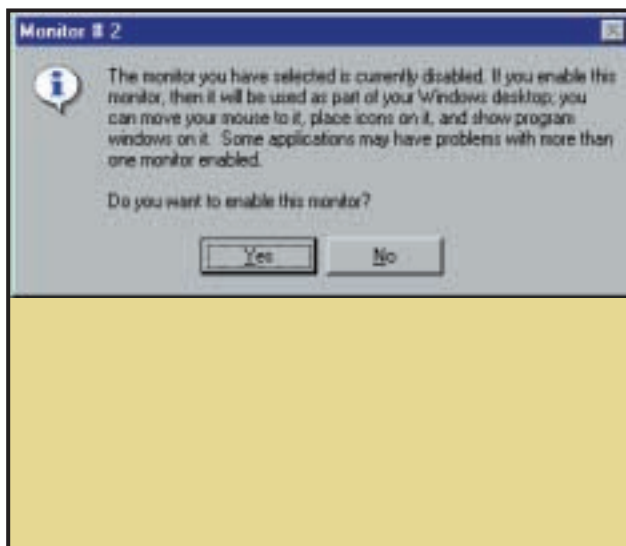 Monitor # 2
The monitor you have selected is currently disabled. If you enable this
monitor, then it will be used as part of your Windows desktop; you
can move your mouse to it, place icons on it, and show program
windows on it. Some applications may have problems with more than
one monitor enabled.
Do you want to enable this monitor?
Yes No